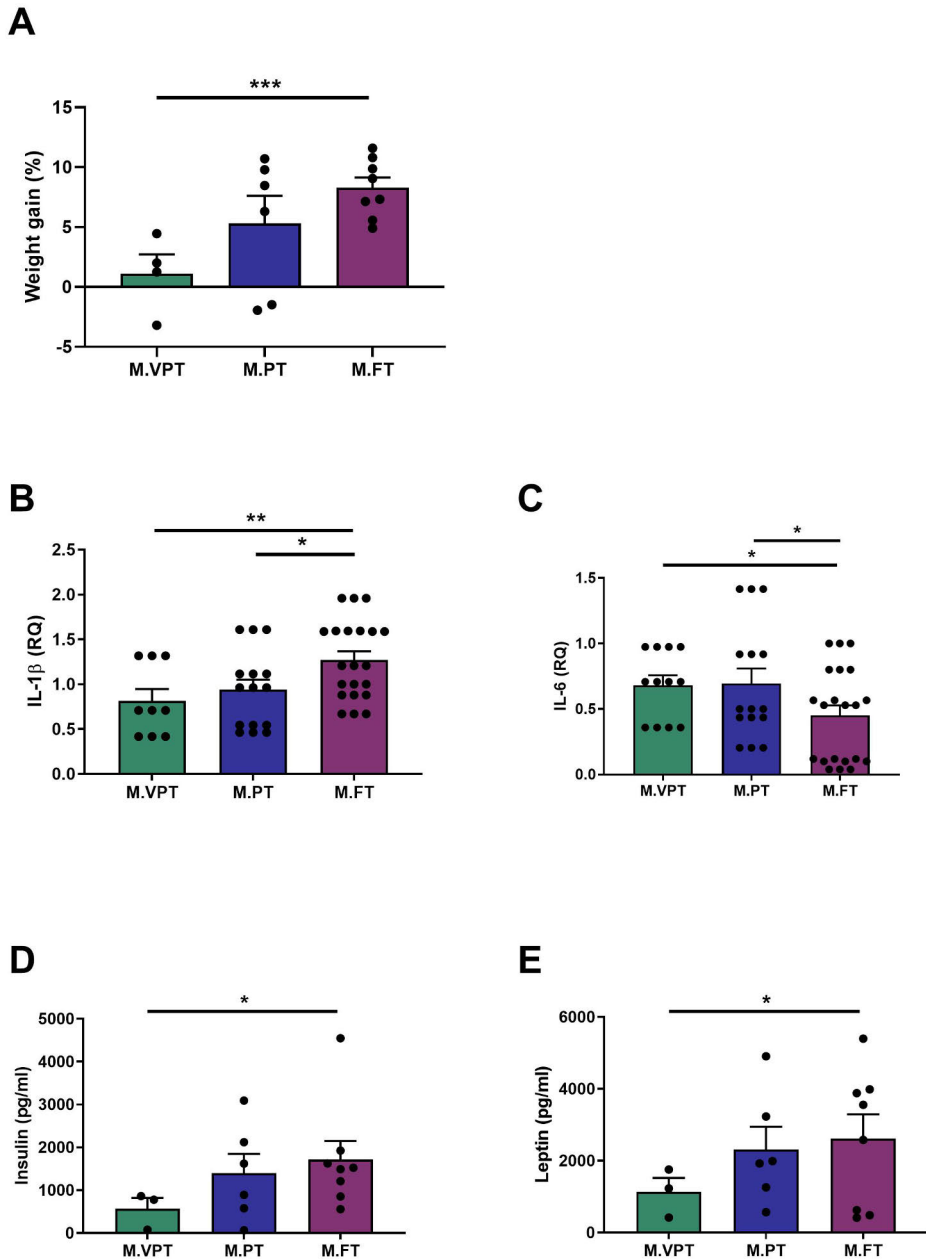 A
***
Weight gain (%)
15
10
5
0
-5
M.VPT M.PT M.FT
B
**
*
IL-1β (RQ)
2.5
2.0
1.5
1.0
0.5
0.0
M.VPT M.PT M.FT
C
*
*
IL-6 (RQ)
1.5
1.0
0.5
0.0
M.VPT M.PT M.FT
D
*
Insulin (pg/ml)
5000
4000
3000
2000
1000
0
M.VPT M.PT M.FT
E
*
Leptin (pg/ml)
6000
4000
2000
0
M.VPT M.PT M.FT